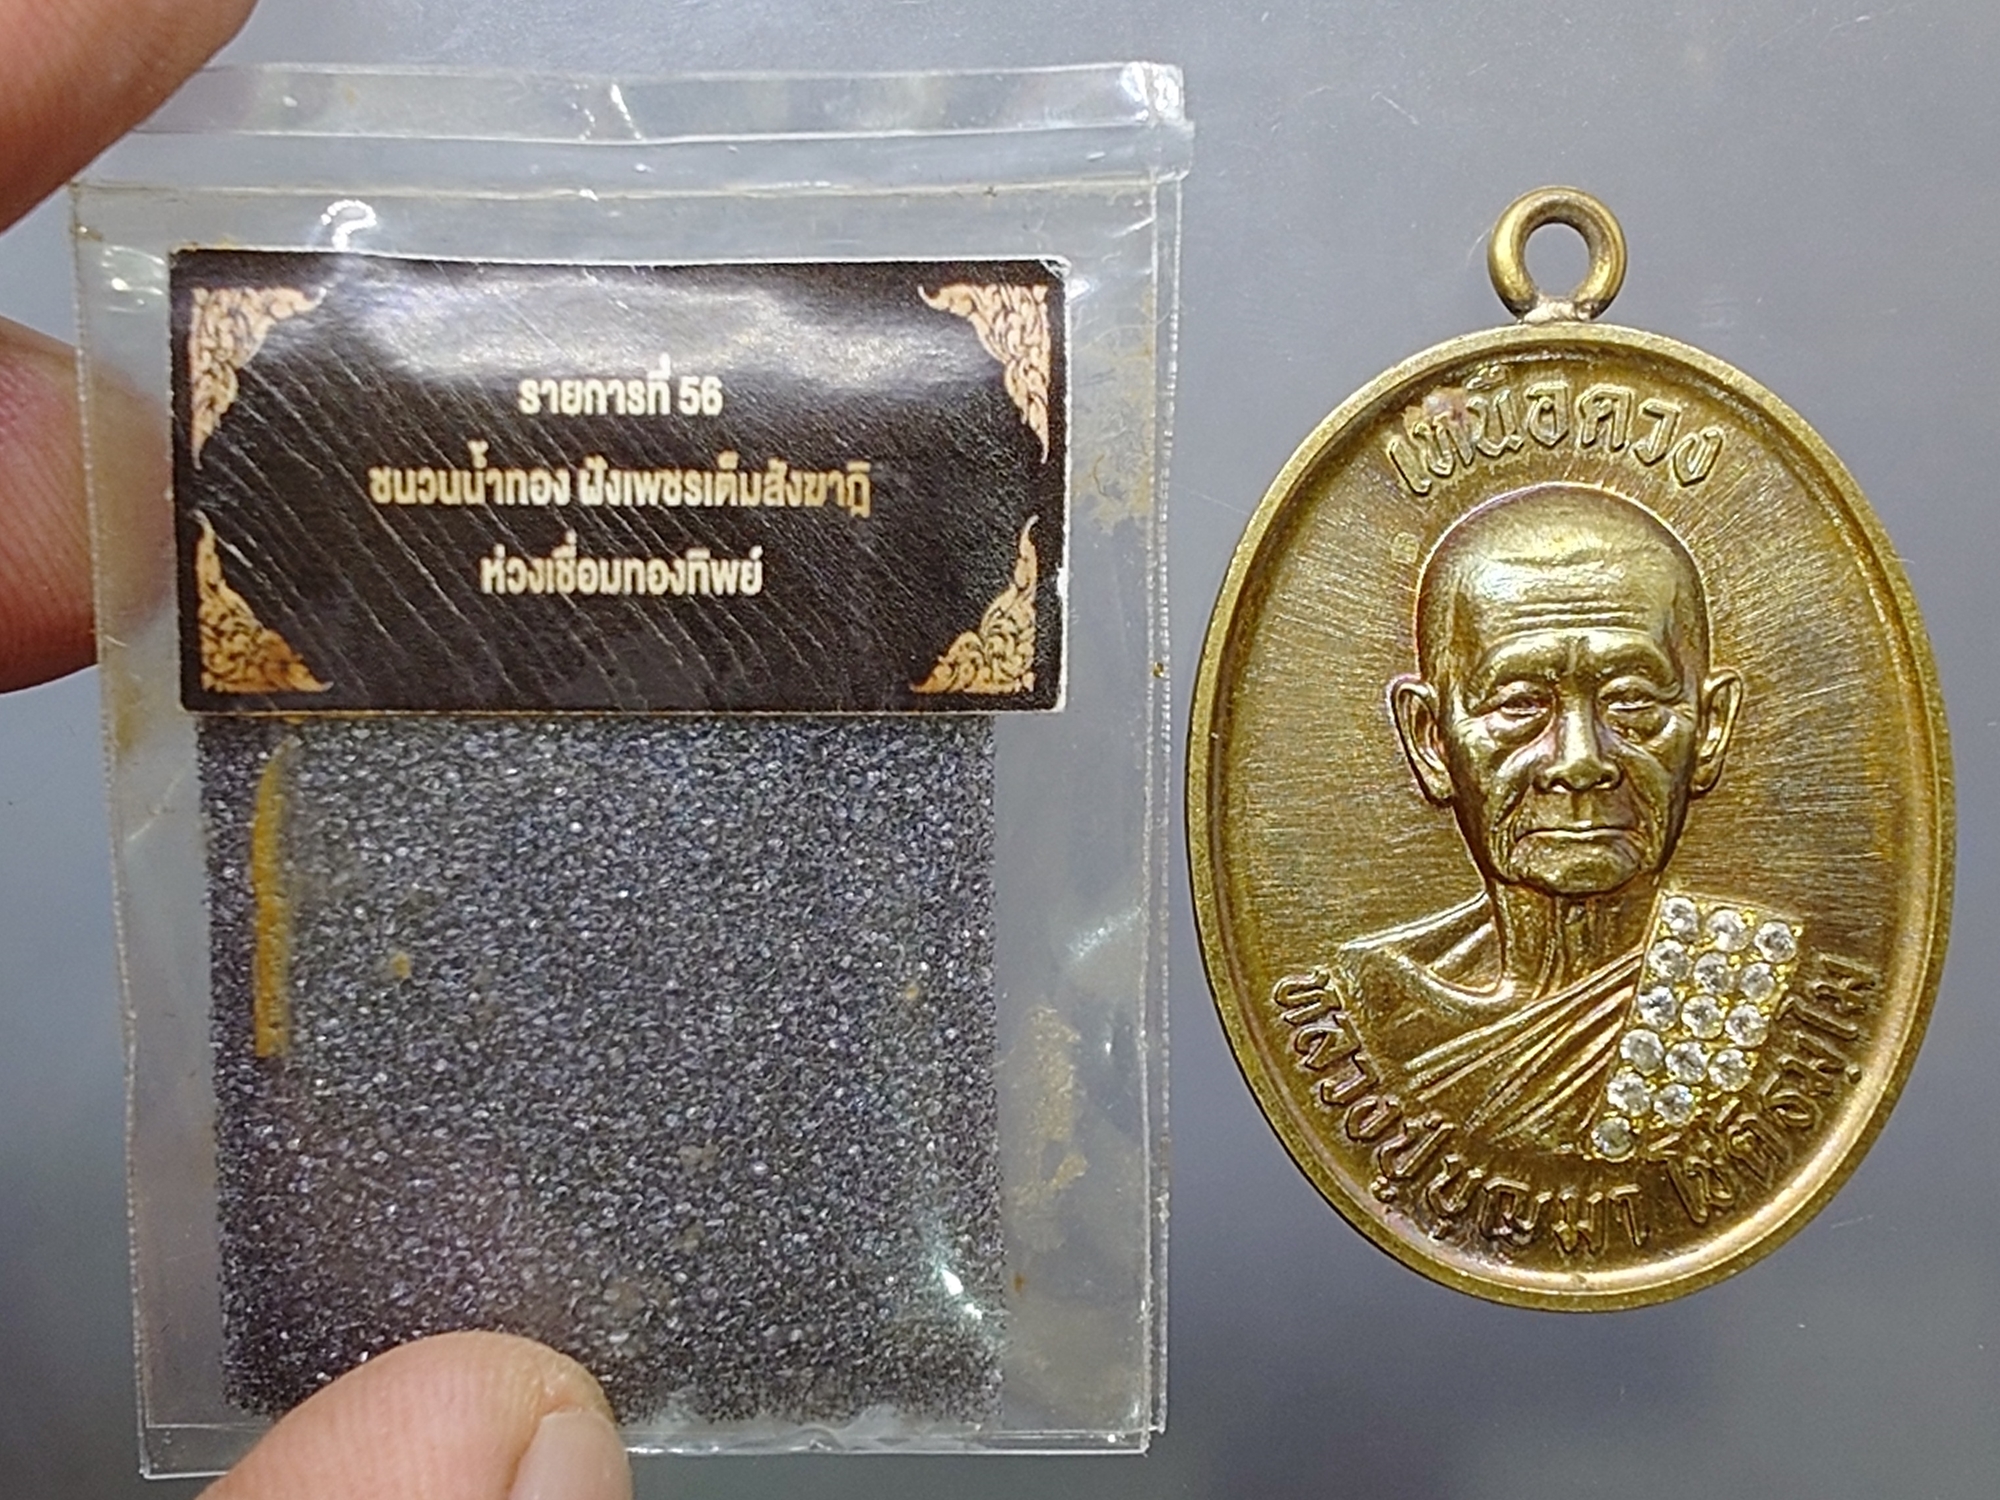 รายการที่ 56
ชนวนน้ำทอง ฝังเพชรเต็มสังฆาฏิ
ห่วงเชื่อมทองทิพย์
เหนือดวง
หลวงปู่บุญมา โชติธมฺโม